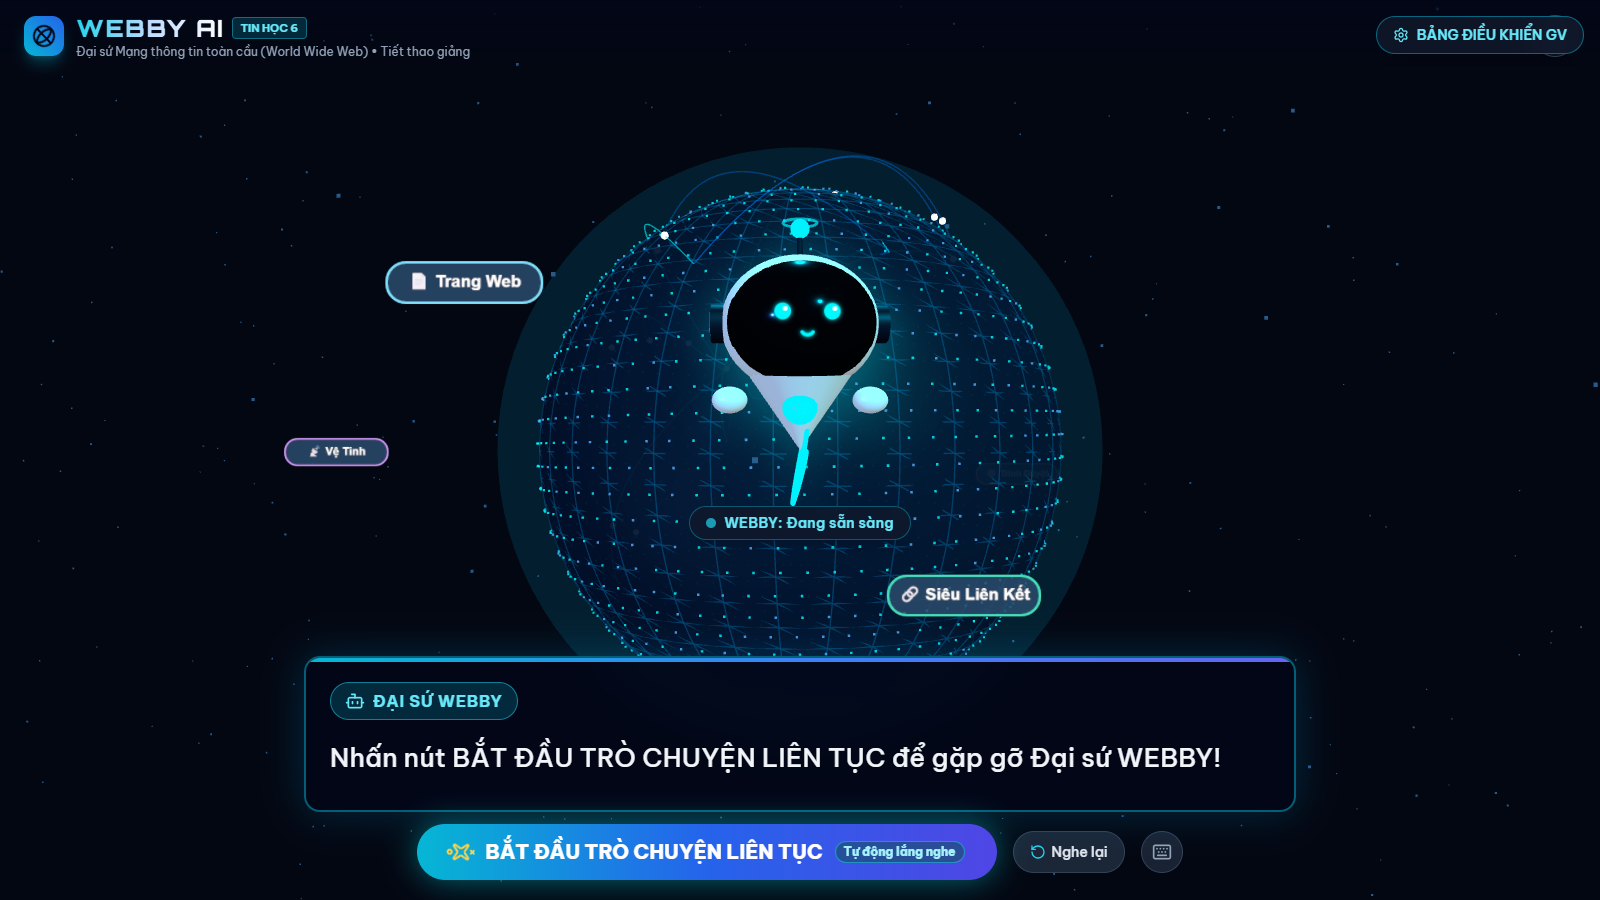 WEBBY AI TIN HỌC 6
Đại sứ Mạng thông tin toàn cầu (World Wide Web) • Tiết thao giảng
BẢNG ĐIỀU KHIỂN GV
Trang Web
Vệ Tinh
WEBBY: Đang sẵn sàng
Siêu Liên Kết
ĐẠI SỨ WEBBY
Nhấn nút BẮT ĐẦU TRÒ CHUYỆN LIÊN TỤC để gặp gỡ Đại sứ WEBBY!
BẮT ĐẦU TRÒ CHUYỆN LIÊN TỤC Tự động lắng nghe
Nghe lại